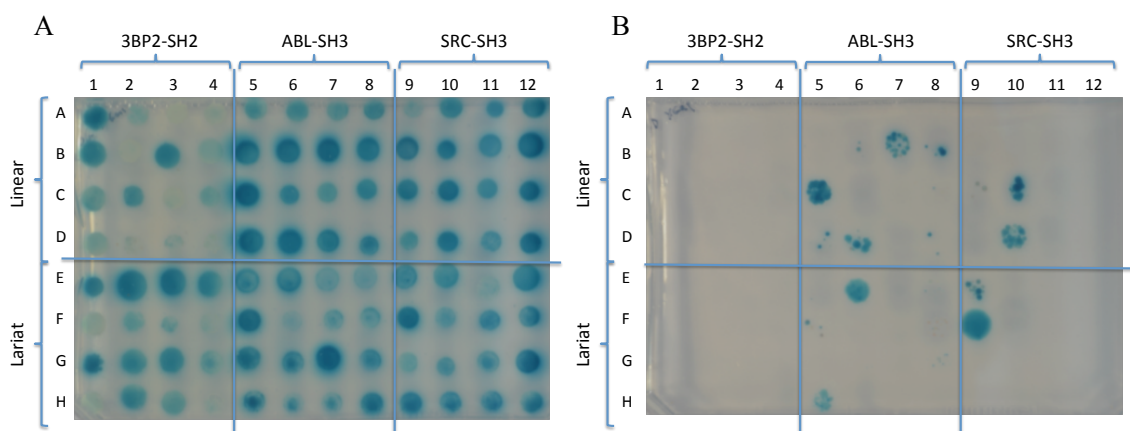 A
B
3BP2-SH2 ABL-SH3 SRC-SH3
3BP2-SH2 ABL-SH3 SRC-SH3
1 2 3 4 5 6 7 8 9 10 11 12
1 2 3 4 5 6 7 8 9 10 11 12
Linear
A
B
C
D
Lariat
E
F
G
H
Linear
A
B
C
D
Lariat
E
F
G
H